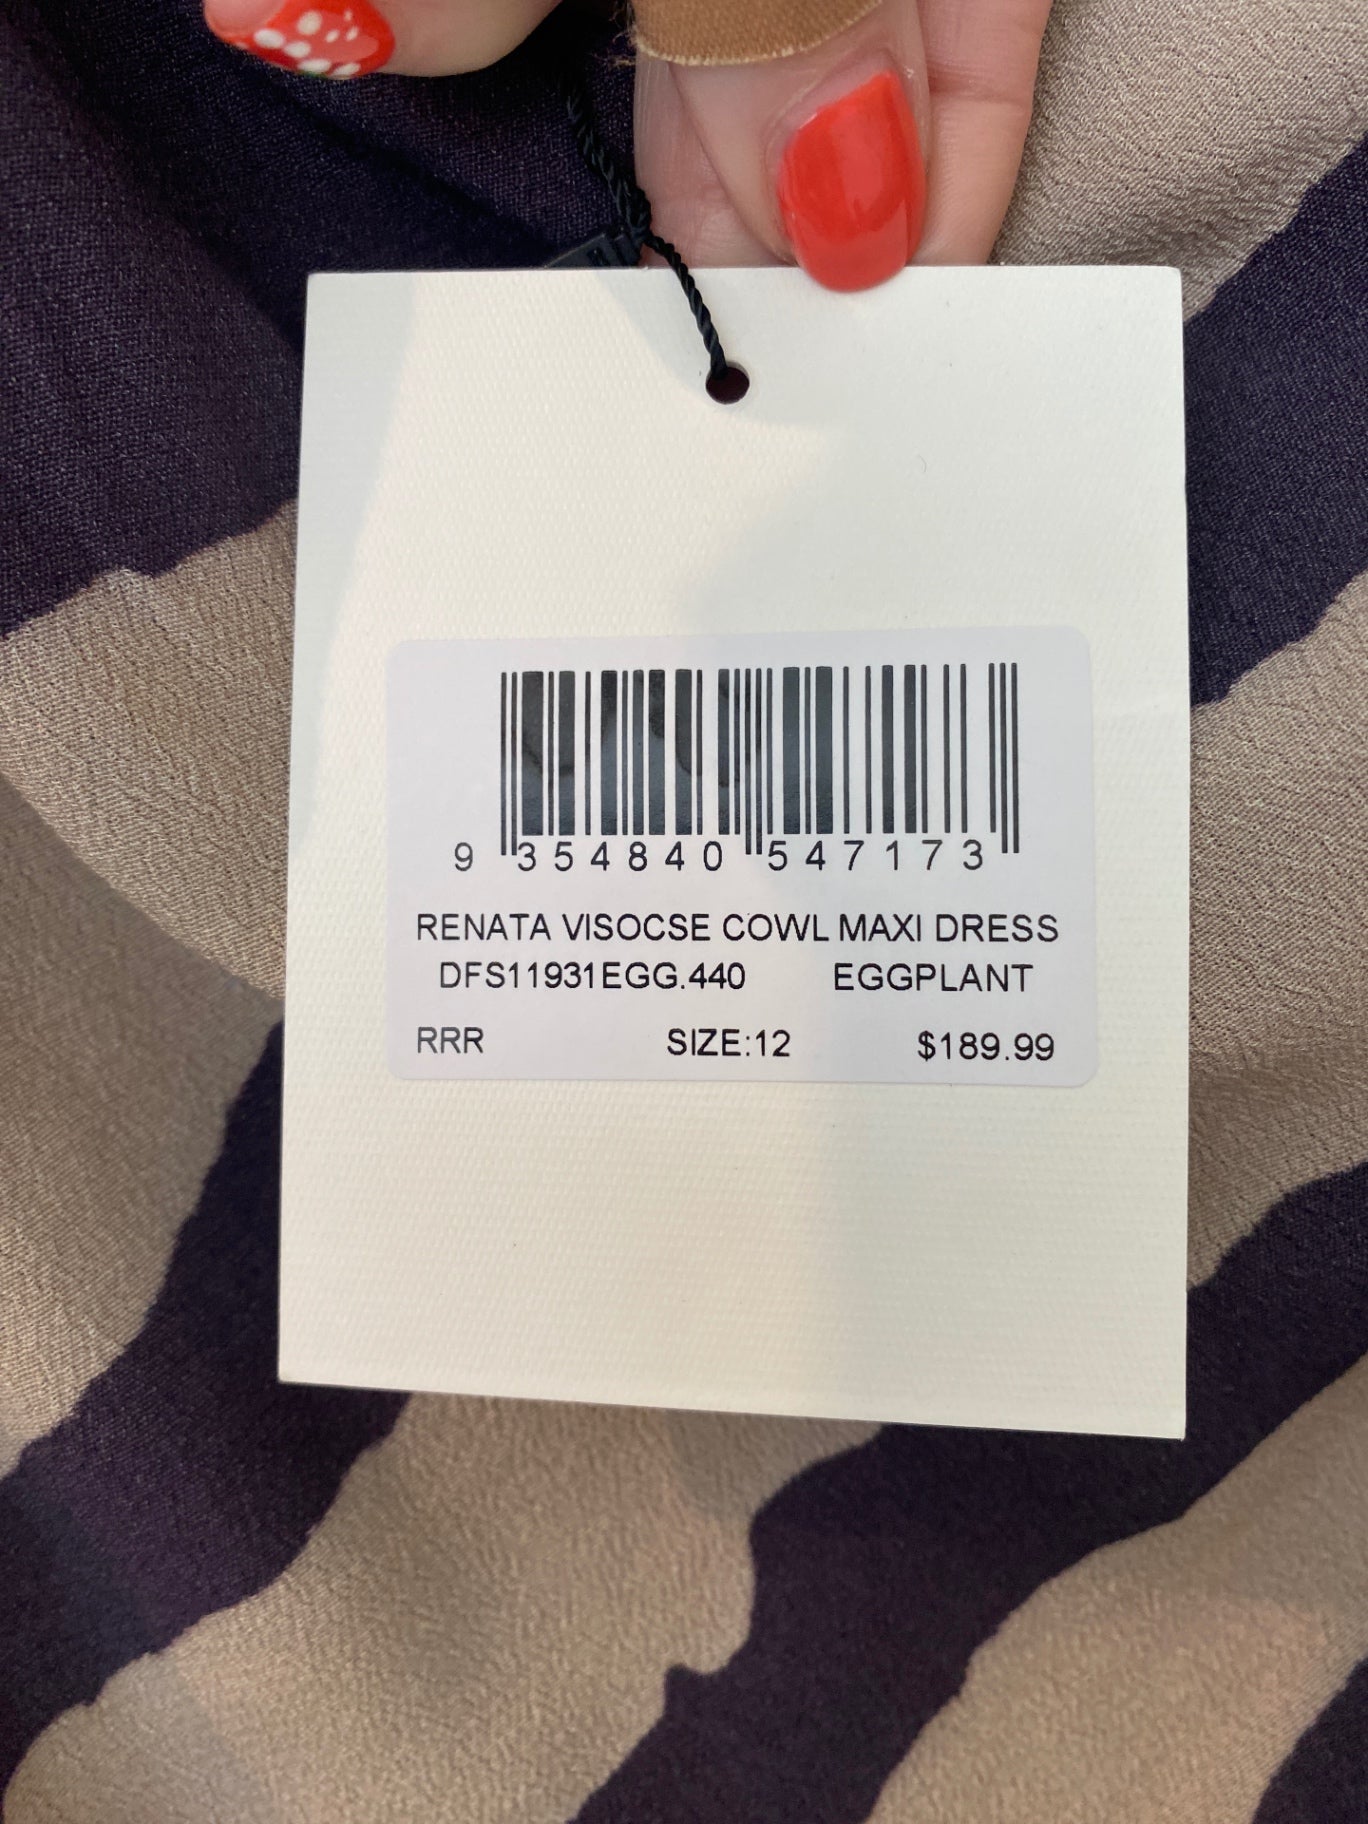 9 354840 547173
RENATA VISOCSE COWL MAXI DRESS
DFS11931EGG.440 EGGPLANT
RRR SIZE:12 $189.99